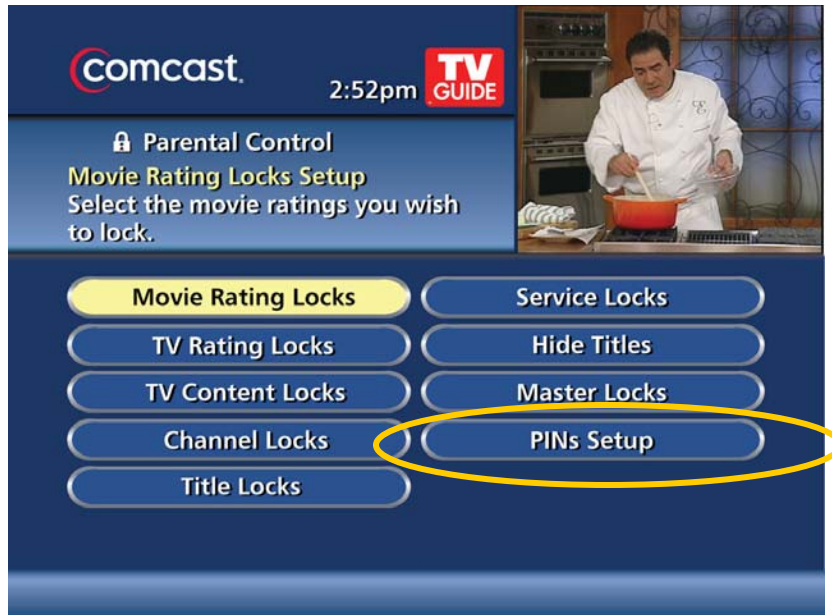 comcast.
2:52pm
TV
GUIDE
Parental Control
Movie Rating Locks Setup
Select the movie ratings you wish
to lock.
Movie Rating Locks
Service Locks
TV Rating Locks
Hide Titles
TV Content Locks
Master Locks
Channel Locks
PINs Setup
Title Locks
E